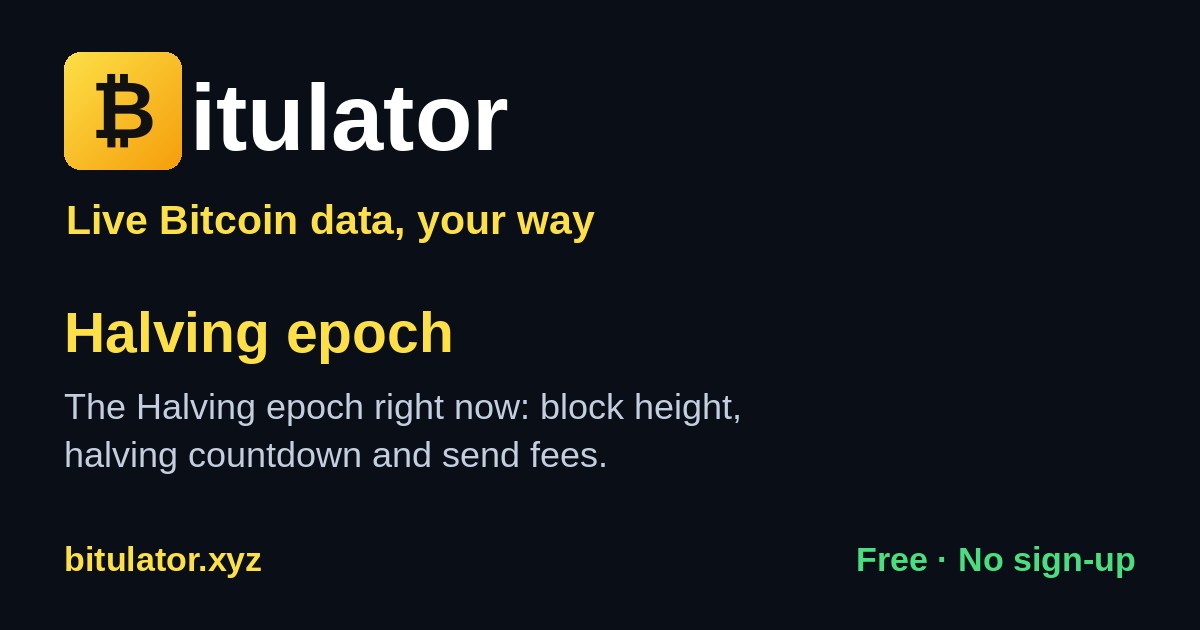 ₿itulator
Live Bitcoin data, your way
Halving epoch
The Halving epoch right now: block height,
halving countdown and send fees.
bitulator.xyz
Free · No sign-up